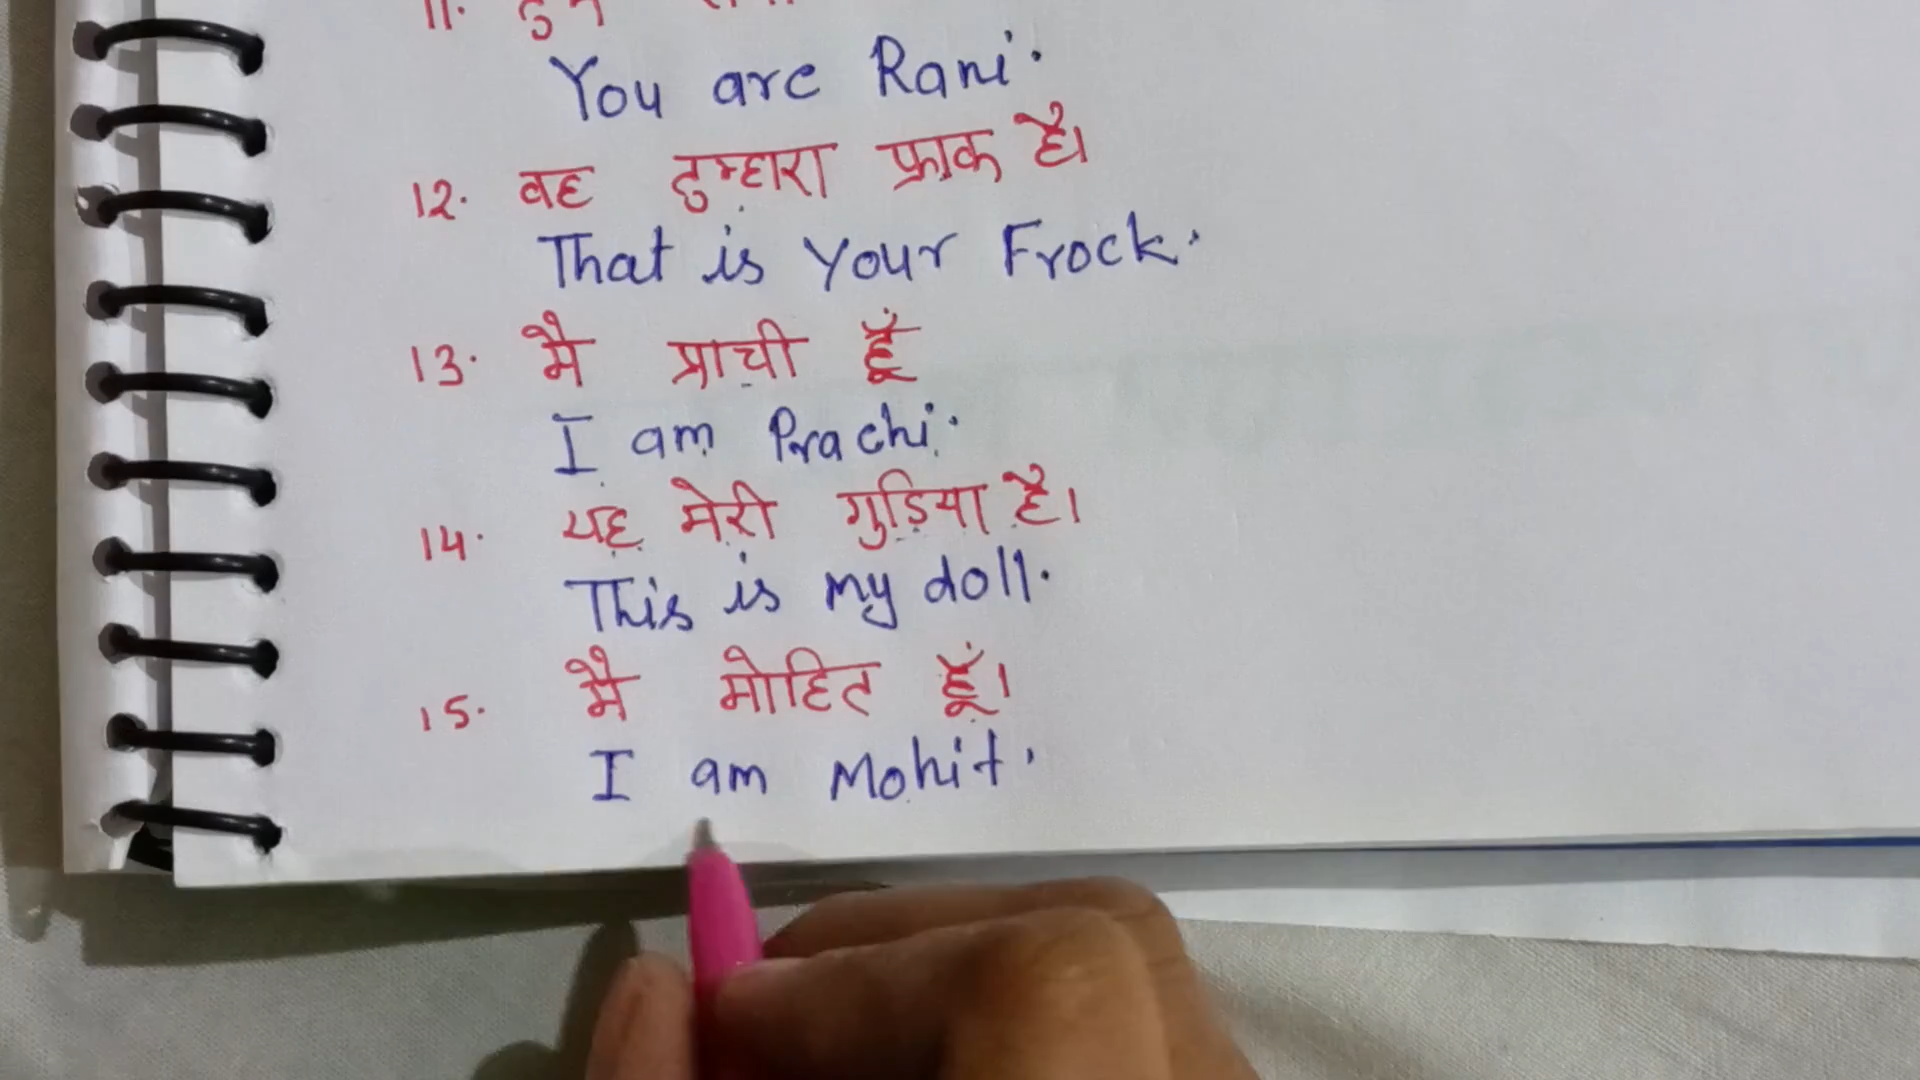 11.
You are Rani.
12. वह तुम्हारा फ्राक है।
That is Your Frock.
13. मै प्राची हूँ
I am Prachi.
14. यह मेरी गुड़िया है।
This is my doll.
15. मै मोहित हूँ।
I am Mohit.